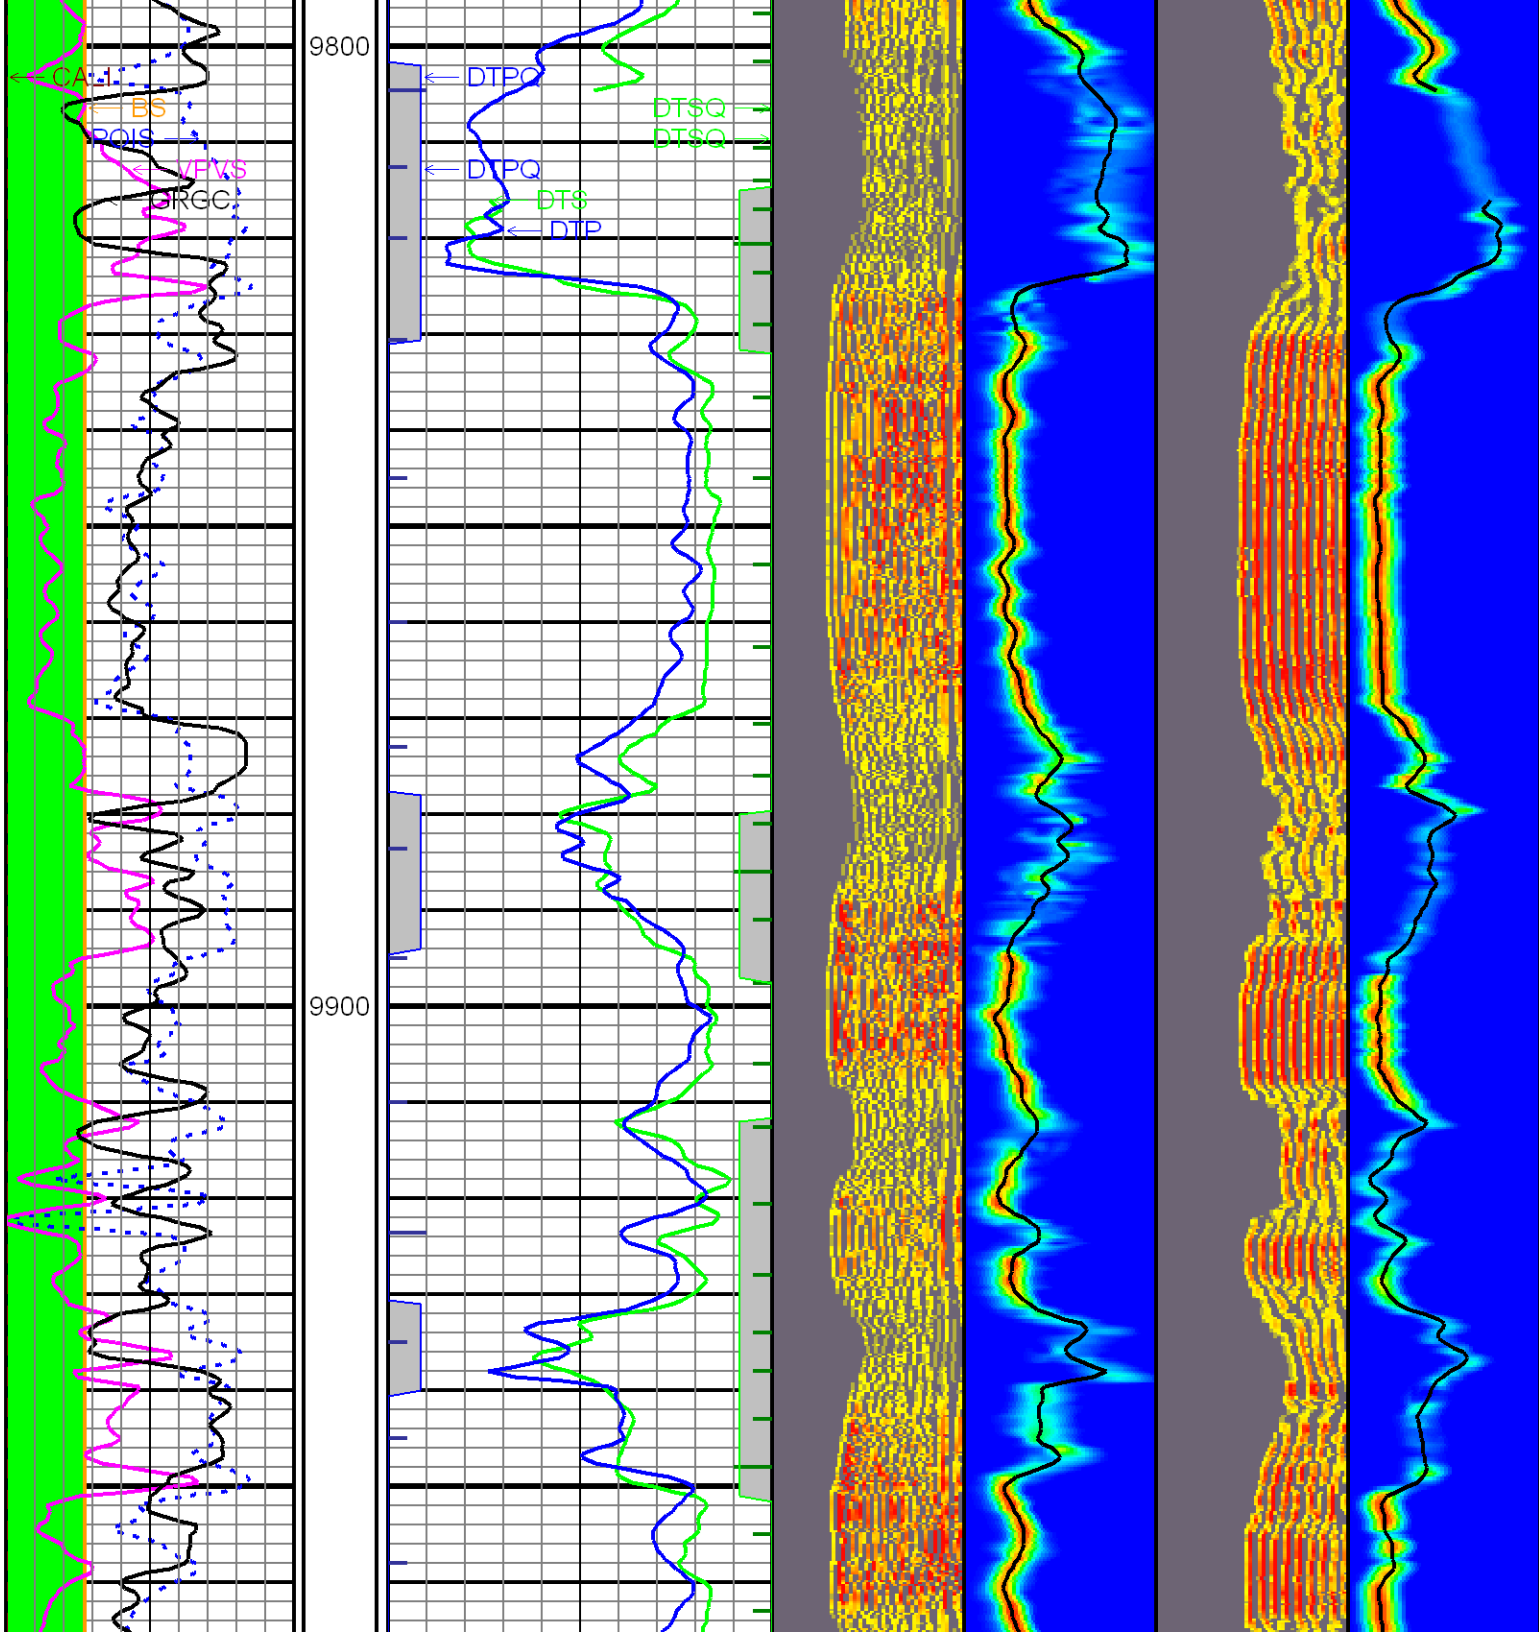 9800
CALI
DTPQ
BS
DTSQ
POIS
DTSQ
VPVS
DTPQ
GRGC
DTS
DTP
9900